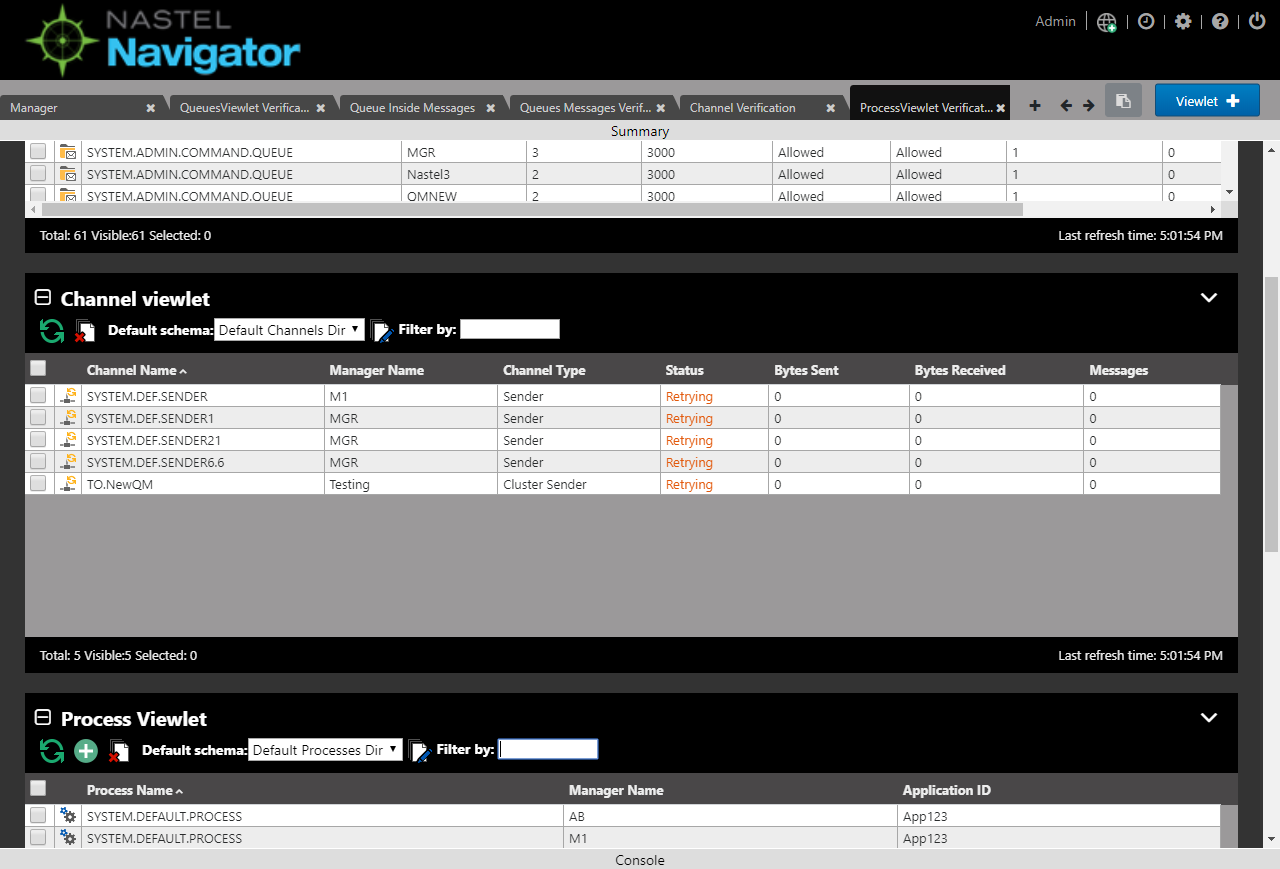 NASTEL
Navigator
Admin
Manager QueuesViewlet Verifica... Queue Inside Messages Queues Messages Verif... Channel Verification ProcessViewlet Verificat... Viewlet
Summary
SYSTEM.ADMIN.COMMAND.QUEUE MGR 3 3000 Allowed Allowed 1 0
SYSTEM.ADMIN.COMMAND.QUEUE Nastel3 2 3000 Allowed Allowed 1 0
SYSTEM.ADMIN.COMMAND.QUEUE QMNEW 2 3000 Allowed Allowed 1 0
Total: 61 Visible:61 Selected: 0 Last refresh time: 5:01:54 PM
Channel viewlet
Default schema: Default Channels Dir Filter by:
Channel Name Manager Name Channel Type Status Bytes Sent Bytes Received Messages
SYSTEM.DEF.SENDER M1 Sender Retrying 0 0 0
SYSTEM.DEF.SENDER1 MGR Sender Retrying 0 0 0
SYSTEM.DEF.SENDER21 MGR Sender Retrying 0 0 0
SYSTEM.DEF.SENDER6.6 MGR Sender Retrying 0 0 0
TO.NewQM Testing Cluster Sender Retrying 0 0 0
Total: 5 Visible:5 Selected: 0 Last refresh time: 5:01:54 PM
Process Viewlet
Default schema: Default Processes Dir Filter by:
Process Name Manager Name Application ID
SYSTEM.DEFAULT.PROCESS AB App123
SYSTEM.DEFAULT.PROCESS M1 App123
Console